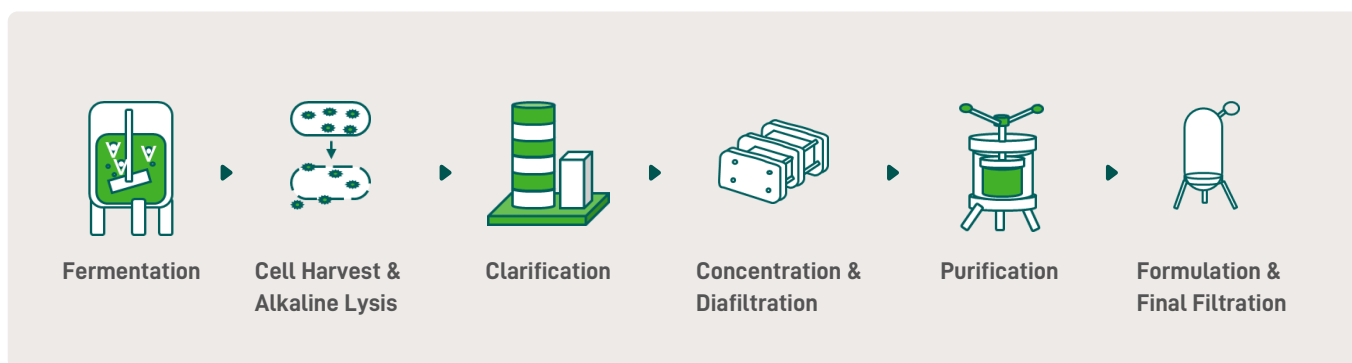 Fermentation
Cell Harvest &
Alkaline Lysis
Clarification
Concentration &
Diafiltration
Purification
Formulation &
Final Filtration